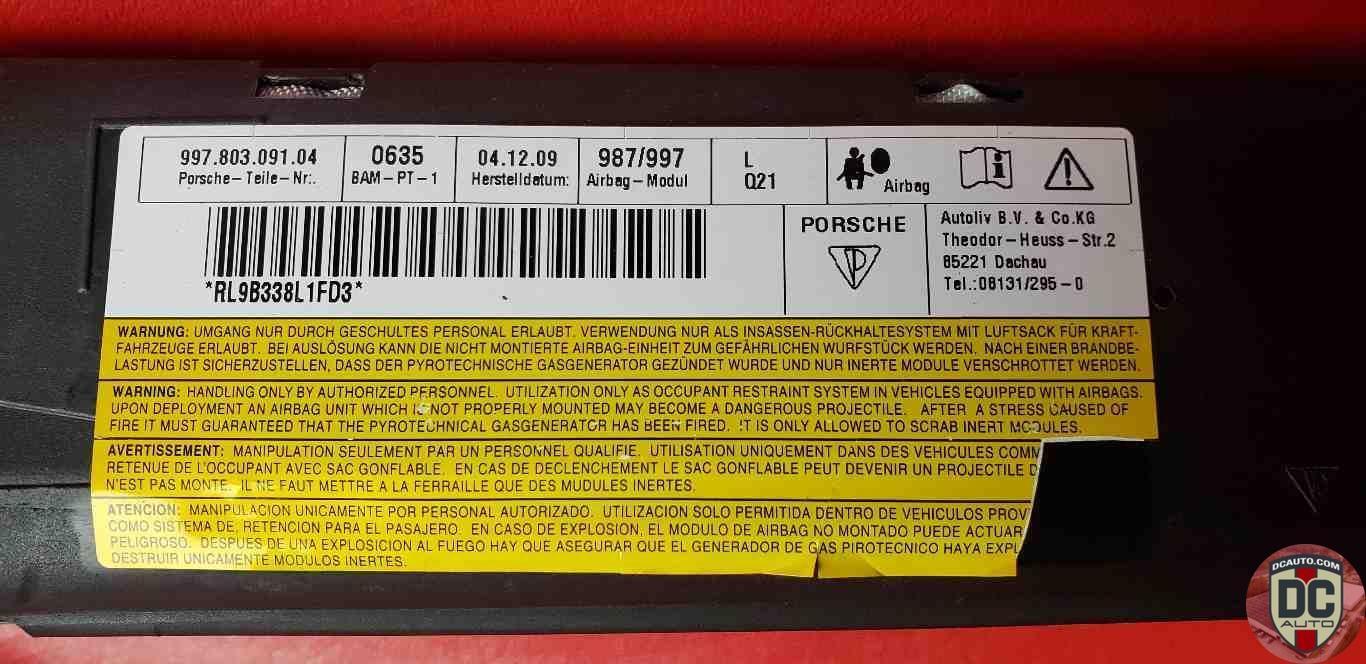 997.803.091.04
Porsche-Teile-Nr:.
0635
BAM-PT-1
04.12.09
Herstelldatum:
987/997
Airbag-Modul
L
Q21
Airbag
*RL9B338L1FD3*
PORSCHE
Autoliv B.V. & Co.KG
Theodor-Heuss-Str.2
85221 Dachau
Tel.:08131/295-0
WARNUNG: UMGANG NUR DURCH GESCHULTES PERSONAL ERLAUBT. VERWENDUNG NUR ALS INSASSEN-RÜCKHALTESYSTEM MIT LUFTSACK FÜR KRAFT-
FAHRZEUGE ERLAUBT. BEI AUSLÖSUNG KANN DIE NICHT MONTIERTE AIRBAG-EINHEIT ZUM GEFÄHRLICHEN WURFSTÜCK WERDEN. NACH EINER BRANDBE-
LASTUNG IST SICHERZUSTELLEN, DASS DER PYROTECHNISCHE GASGENERATOR GEZÜNDET WURDE UND NUR INERTE MODULE VERSCHROTTET WERDEN.
WARNING: HANDLING ONLY BY AUTHORIZED PERSONNEL. UTILIZATION ONLY AS OCCUPANT RESTRAINT SYSTEM IN VEHICLES EQUIPPED WITH AIRBAGS.
UPON DEPLOYMENT AN AIRBAG UNIT WHICH IS NOT PROPERLY MOUNTED MAY BECOME A DANGEROUS PROJECTILE. AFTER A STRESS CAUSED OF
FIRE IT MUST GUARANTEED THAT THE PYROTECHNICAL GASGENERATOR HAS BEEN FIRED. IT IS ONLY ALLOWED TO SCRAB INERT MODULES.
AVERTISSEMENT: MANIPULATION SEULEMENT PAR UN PERSONNEL QUALIFIE. UTILISATION UNIQUEMENT DANS DES VEHICULES COMM
RETENUE DE L'OCCUPANT AVEC SAC GONFLABLE. EN CAS DE DECLENCHEMENT LE SAC GONFLABLE PEUT DEVENIR UN PROJECTILE D
N'EST PAS MONTE. IL NE FAUT METTRE A LA FERRAILLE QUE DES MUDULES INERTES.
ATENCION: MANIPULACION UNICAMENTE POR PERSONAL AUTORIZADO. UTILIZACION SOLO PERMITIDA DENTRO DE VEHICULOS PROV
COMO SISTEMA DE, RETENCION PARA EL PASAJERO. EN CASO DE EXPLOSION, EL MODULO DE AIRBAG NO MONTADO PUEDE ACTUAR
PELIGROSO. DESPUES DE UNA EXPLOSICION AL FUEGO HAY QUE ASEGURAR QUE EL GENERADOR DE GAS PIROTECNICO HAYA EXPL
DESTRUIR UNICAMENTE MODULOS INERTES.
DCAUTO.COM
DC
AUTO